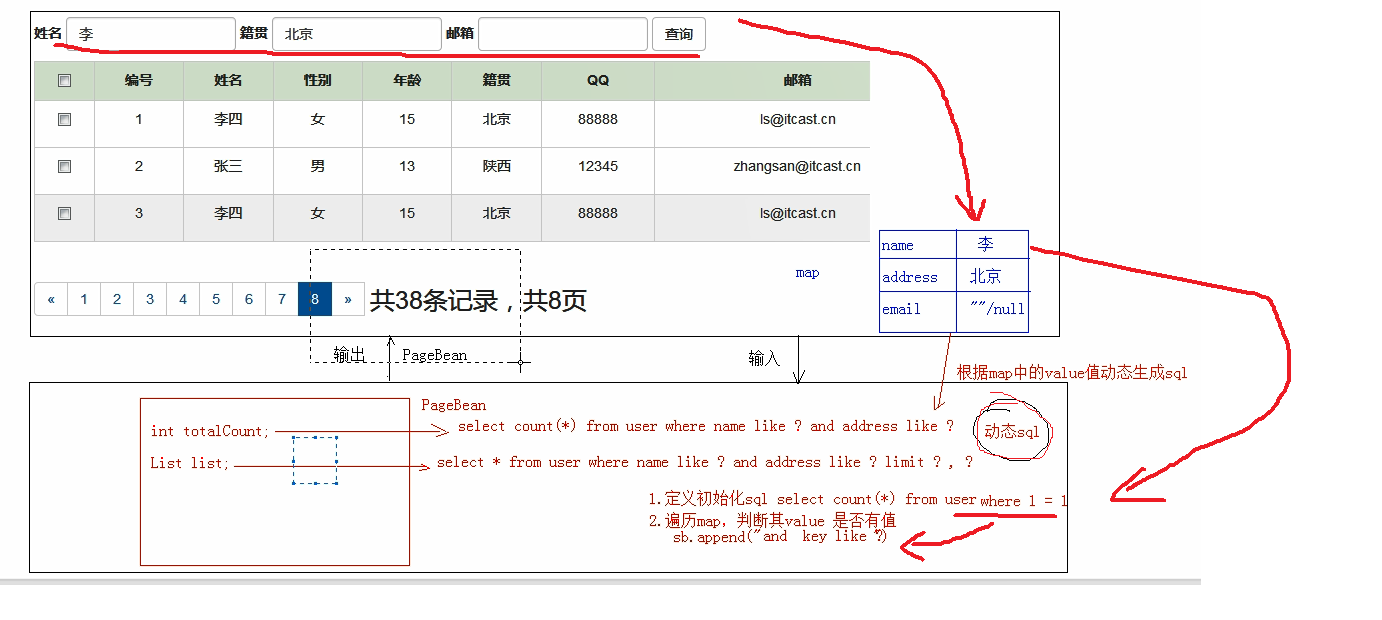 姓名 李 籍贯 北京 邮箱 查询
编号 姓名 性别 年龄 籍贯 QQ 邮箱
1 李四 女 15 北京 88888 ls@itcast.cn
2 张三 男 13 陕西 12345 zhangsan@itcast.cn
3 李四 女 15 北京 88888 ls@itcast.cn
name 李
map
address 北京
email ""/null
« 1 2 3 4 5 6 7 8 » 共38条记录，共8页
输出 PageBean
输入
根据map中的value值动态生成sql
PageBean
int totalCount;
select count(*) from user where name like ? and address like ?
动态sql
List list;
select * from user where name like ? and address like ? limit ? , ?
1.定义初始化sql select count(*) from user where 1 = 1
2.遍历map，判断其value 是否有值
sb.append("and key like ?)